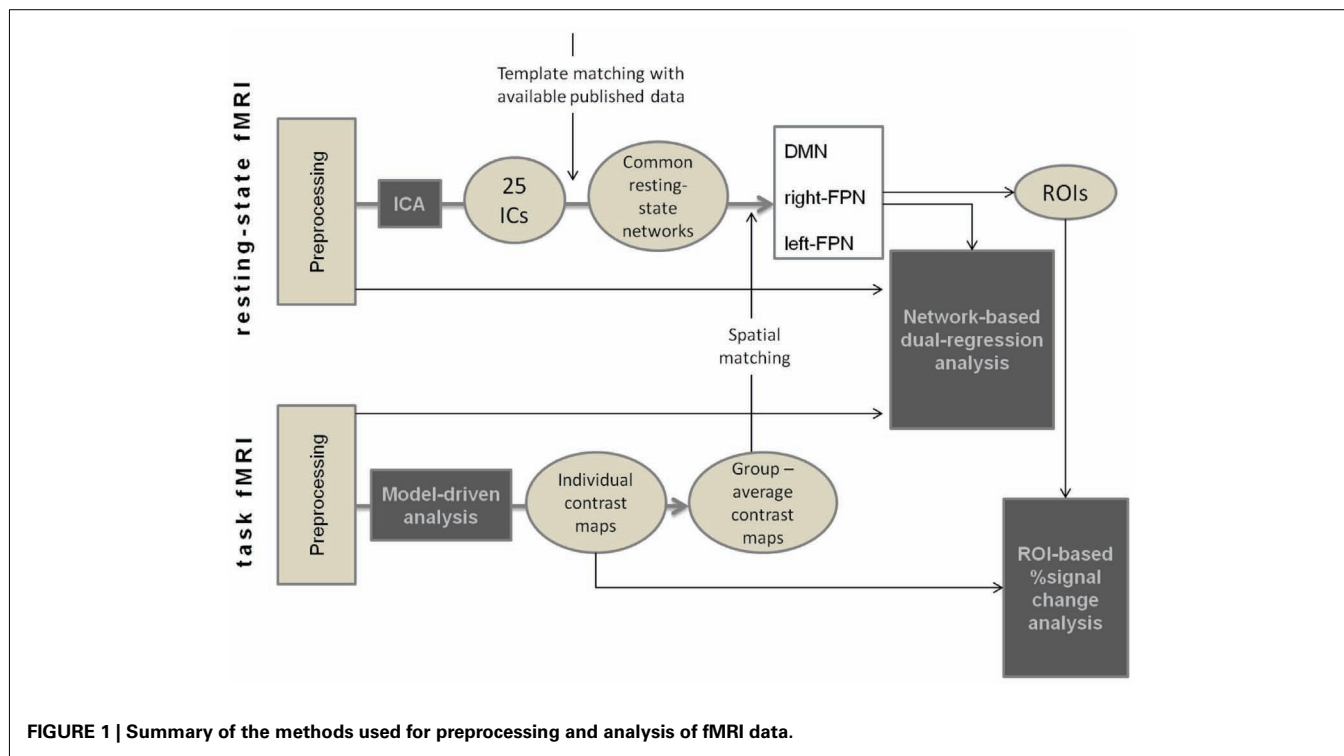 resting-state fMRI
Template matching with
available published data
Preprocessing
ICA
25
ICs
Common
resting-
state
networks
DMN
right-FPN
left-FPN
ROIs
Network-based
dual-regression
analysis
Spatial
matching
task fMRI
Preprocessing
Model-driven
analysis
Individual
contrast
maps
Group –
average
contrast
maps
ROI-based
%signal
change
analysis
FIGURE 1 | Summary of the methods used for preprocessing and analysis of fMRI data.